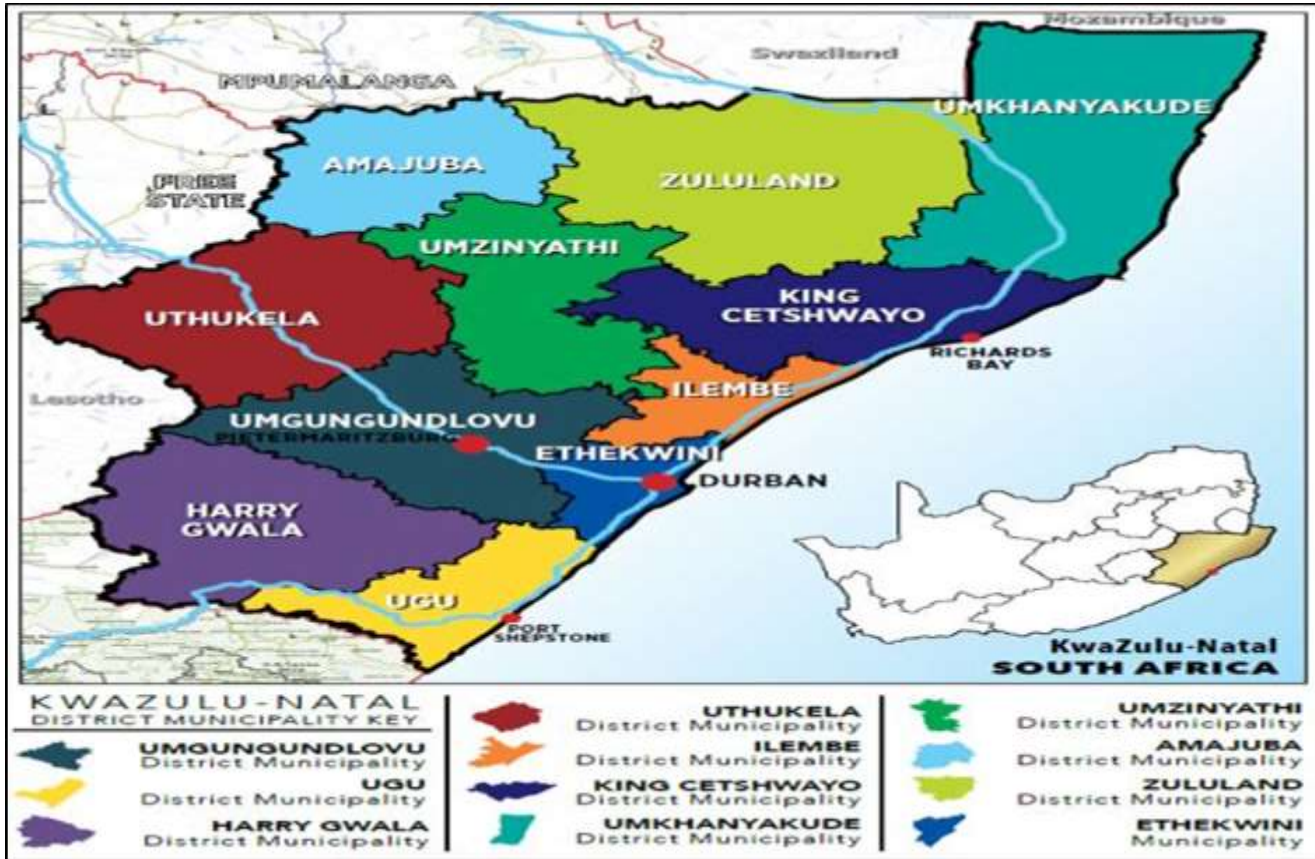 Mozambique
Swaziland
MPUMALANGA
UMKHANYAKUDE
AMAJUBA
ZULULAND
FREE
STATE
UMZINYATHI
UTHUKELA
KING
CETSHWAYO
RICHARDS
BAY
ILEMBE
Lesotho
UMGUNGUNDLOVU
PIETERMARITZBURG
ETHEKWINI
DURBAN
HARRY
GWALA
UGU
PORT
SHEPSTONE
KwaZulu-Natal
SOUTH AFRICA
KWAZULU-NATAL
DISTRICT MUNICIPALITY KEY
UMGUNGUNDLOVU
District Municipality
UGU
District Municipality
HARRY GWALA
District Municipality
UTHUKELA
District Municipality
ILEMBE
District Municipality
KING CETSHWAYO
District Municipality
UMKHANYAKUDE
District Municipality
UMZINYATHI
District Municipality
AMAJUBA
District Municipality
ZULULAND
District Municipality
ETHEKWINI
Municipality